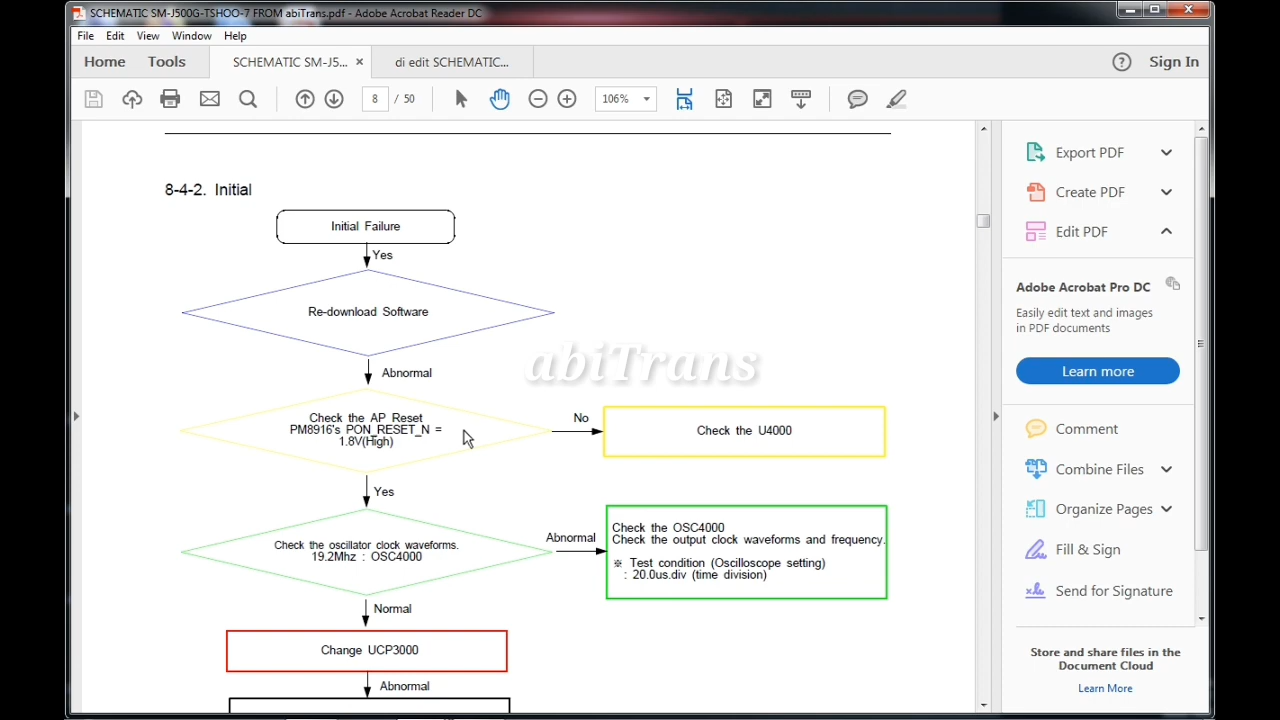 SCHEMATIC SM-J500G-TSHOO-7 FROM abiTrans.pdf - Adobe Acrobat Reader DC
File Edit View Window Help
Home Tools SCHEMATIC SM-J5... × di edit SCHEMATIC... ? Sign In
8 / 50 106%
8-4-2. Initial
Initial Failure
Yes
Re-download Software
Abnormal
Check the AP Reset
PM8916's PON_RESET_N =
1.8V(High)
No
Check the U4000
Yes
Check the oscillator clock waveforms.
19.2Mhz : OSC4000
Abnormal
Check the OSC4000
Check the output clock waveforms and frequency.
※ Test condition (Oscilloscope setting)
: 20.0us.div (time division)
Normal
Change UCP3000
Abnormal
abiTrans
Export PDF
Create PDF
Edit PDF
Adobe Acrobat Pro DC
Easily edit text and images
in PDF documents
Learn more
Comment
Combine Files
Organize Pages
Fill & Sign
Send for Signature
Store and share files in the
Document Cloud
Learn More